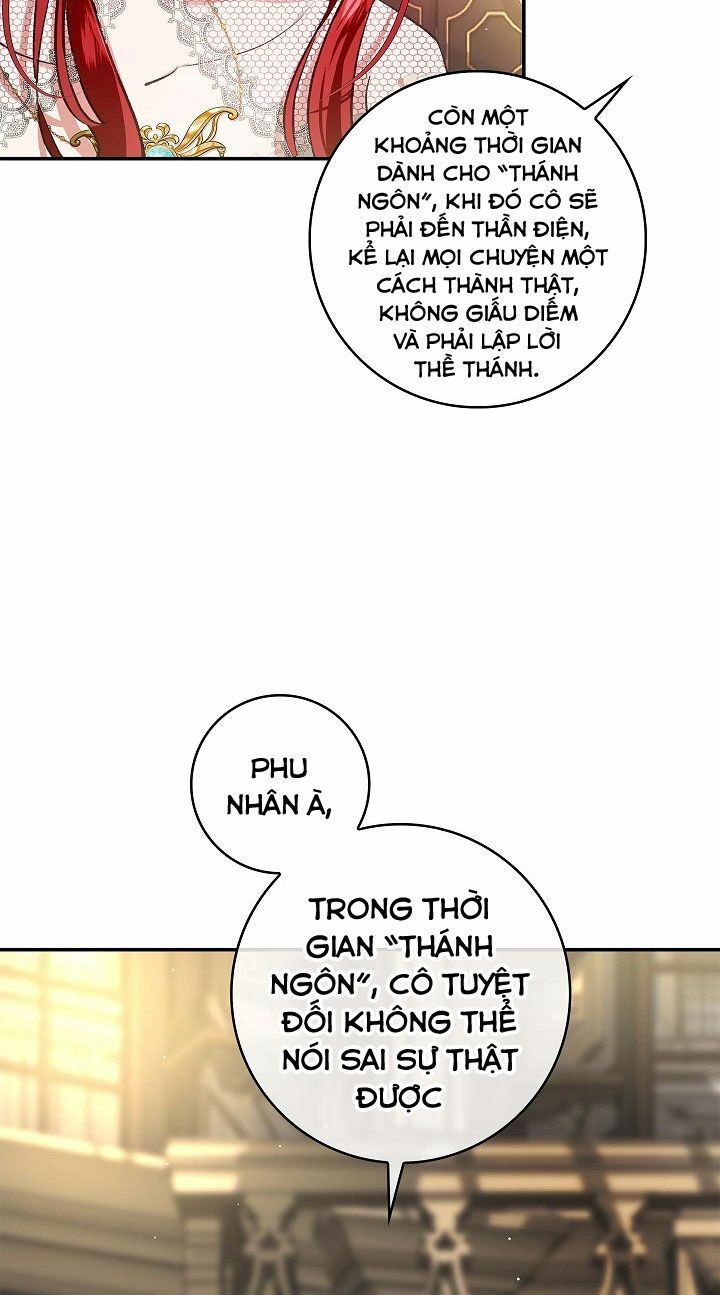 CÒN MỘT
KHOẢNG THỜI GIAN
DÀNH CHO "THÁNH
NGÔN", KHI ĐÓ CÔ SẼ
PHẢI ĐẾN THẦN ĐIỆN,
KỂ LẠI MỌI CHUYỆN MỘT
CÁCH THÀNH THẬT,
KHÔNG GIẤU DIẾM
VÀ PHẢI LẬP LỜI
THỀ THÁNH.
PHU
NHÂN À,
TRONG THỜI
GIAN "THÁNH
NGÔN", CÔ TUYỆT
ĐỐI KHÔNG THỂ
NÓI SAI SỰ THẬT
ĐƯỢC